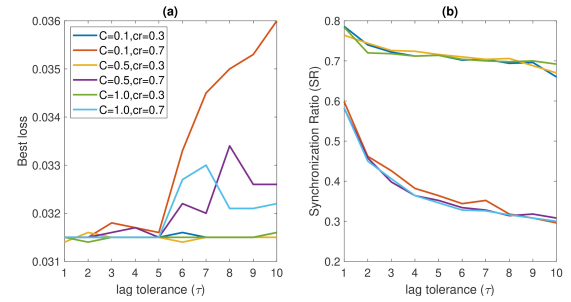 (a)
0.036
0.035
0.034
0.033
0.032
0.031
Best loss
C=0.1,cr=0.3
C=0.1,cr=0.7
C=0.5,cr=0.3
C=0.5,cr=0.7
C=1.0,cr=0.3
C=1.0,cr=0.7
1 2 3 4 5 6 7 8 9 10
lag tolerance (τ)
(b)
0.8
0.7
0.6
0.5
0.4
0.3
0.2
Synchronization Ratio (SR)
1 2 3 4 5 6 7 8 9 10
lag tolerance (τ)